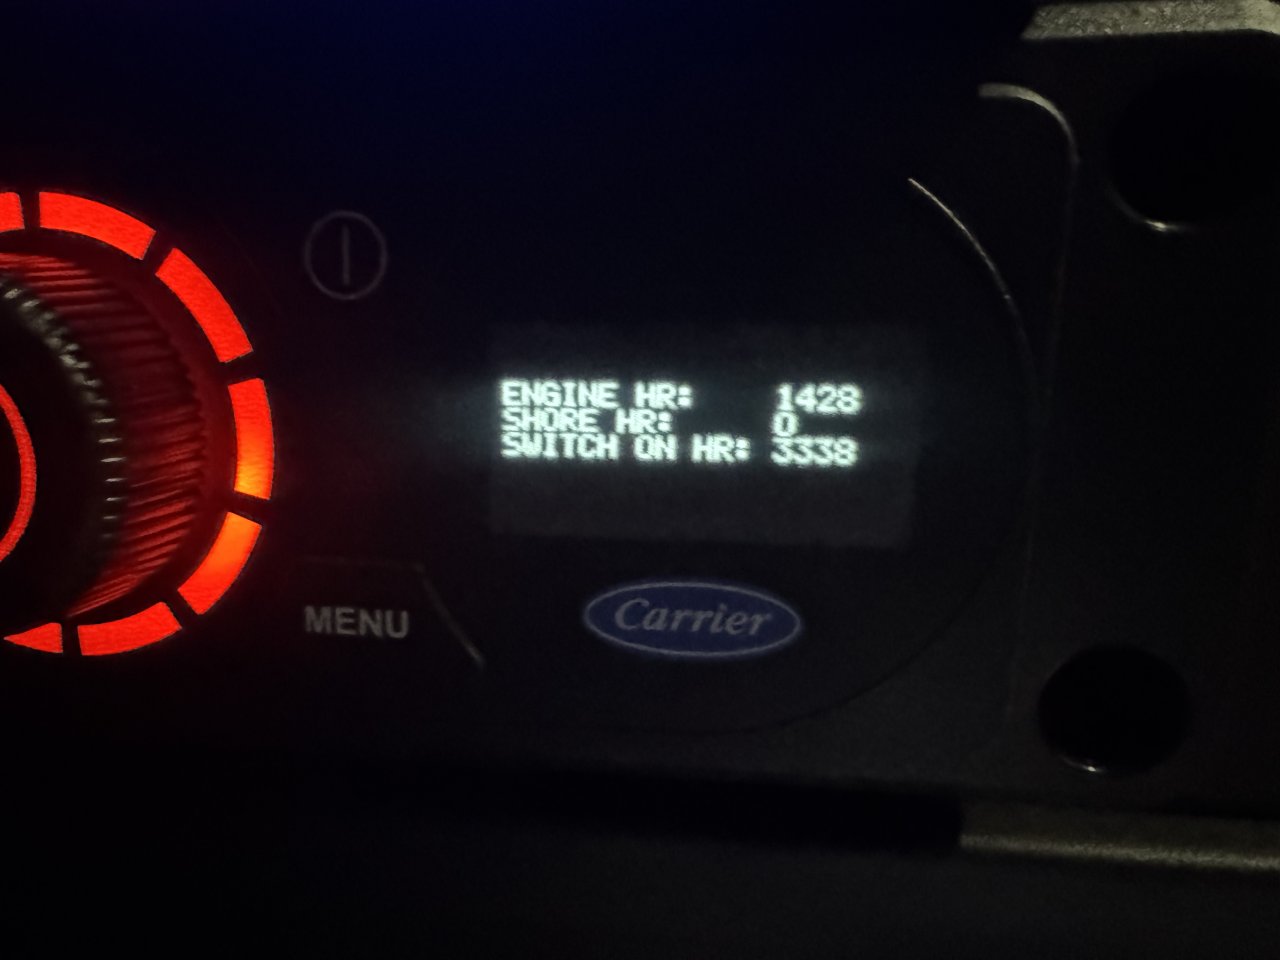 ENGINE HR: 1428
SHORE HR: 0
SWITCH ON HR: 3338
MENU
Carrier